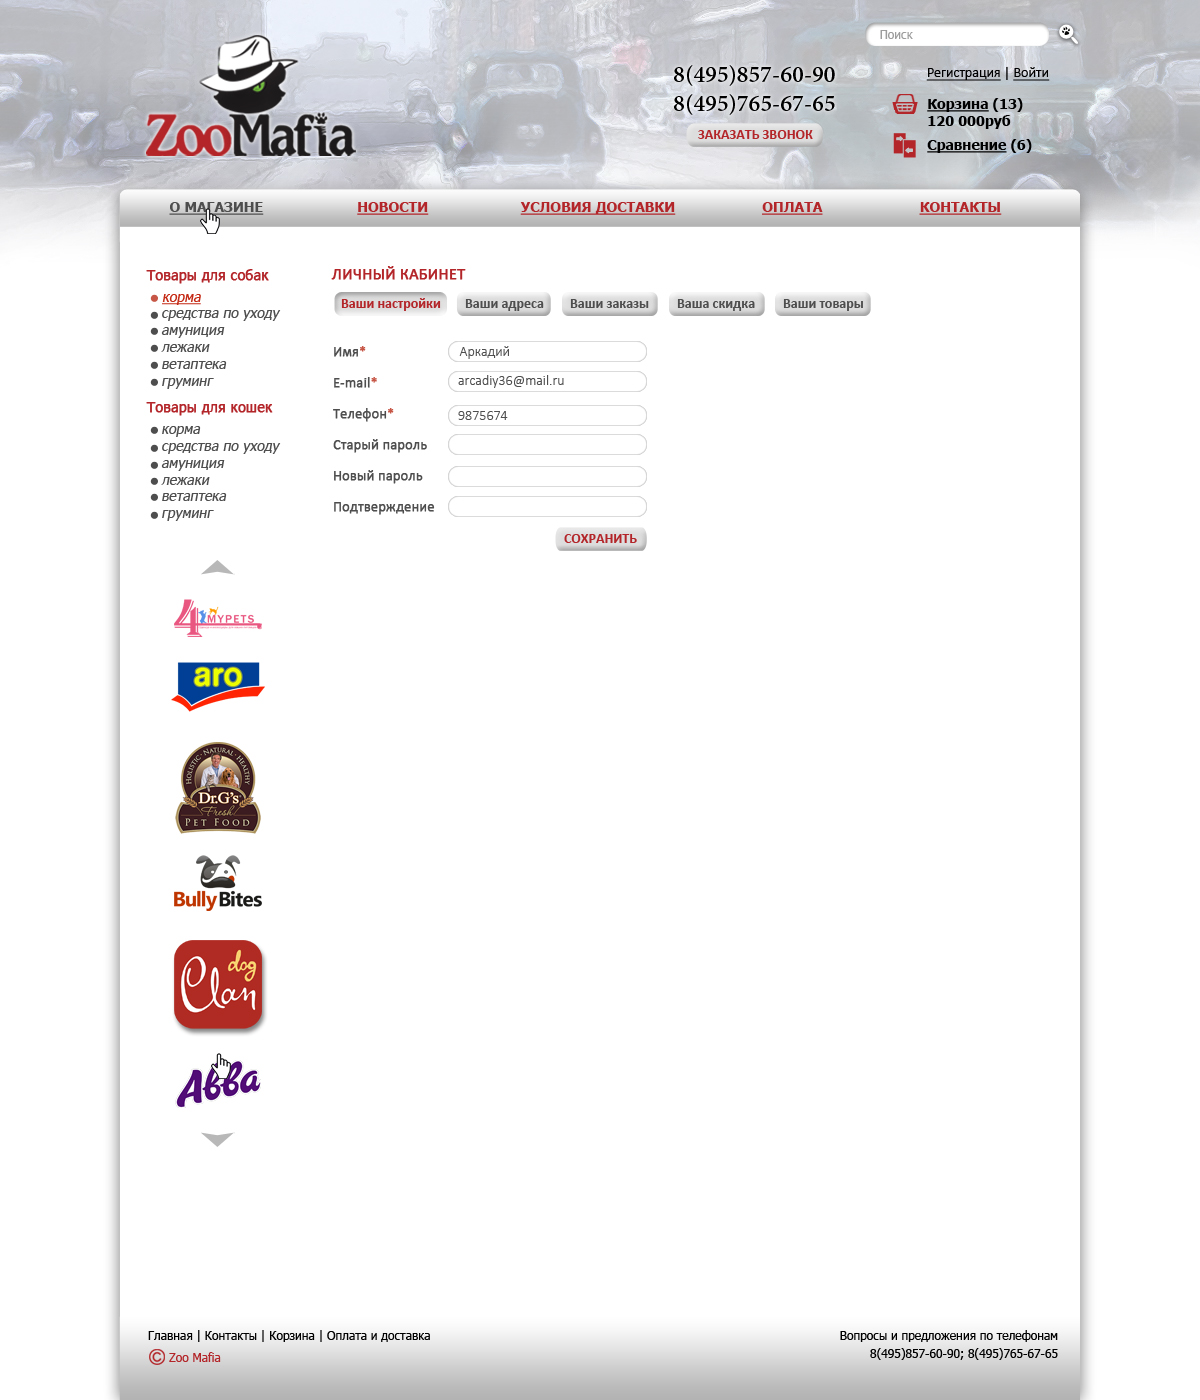 Поиск
8(495)857-60-90
8(495)765-67-65
ЗАКАЗАТЬ ЗВОНОК
Регистрация | Войти
Корзина (13)
120 000руб
Сравнение (6)
ZooMafia
О МАГАЗИНЕ НОВОСТИ УСЛОВИЯ ДОСТАВКИ ОПЛАТА КОНТАКТЫ
Товары для собак
корма
средства по уходу
амуниция
лежаки
ветаптека
груминг
Товары для кошек
корма
средства по уходу
амуниция
лежаки
ветаптека
груминг
4 MYPETS
aro
HOLISTIC · NATURAL · HEALTHY
Dr.G's
Fresh!
PET FOOD
BullyBites
dog
Clan
Авва
ЛИЧНЫЙ КАБИНЕТ
Ваши настройки Ваши адреса Ваши заказы Ваша скидка Ваши товары
Имя* Аркадий
E-mail* arcadiy36@mail.ru
Телефон* 9875674
Старый пароль
Новый пароль
Подтверждение
СОХРАНИТЬ
Главная | Контакты | Корзина | Оплата и доставка
© Zoo Mafia
Вопросы и предложения по телефонам
8(495)857-60-90; 8(495)765-67-65